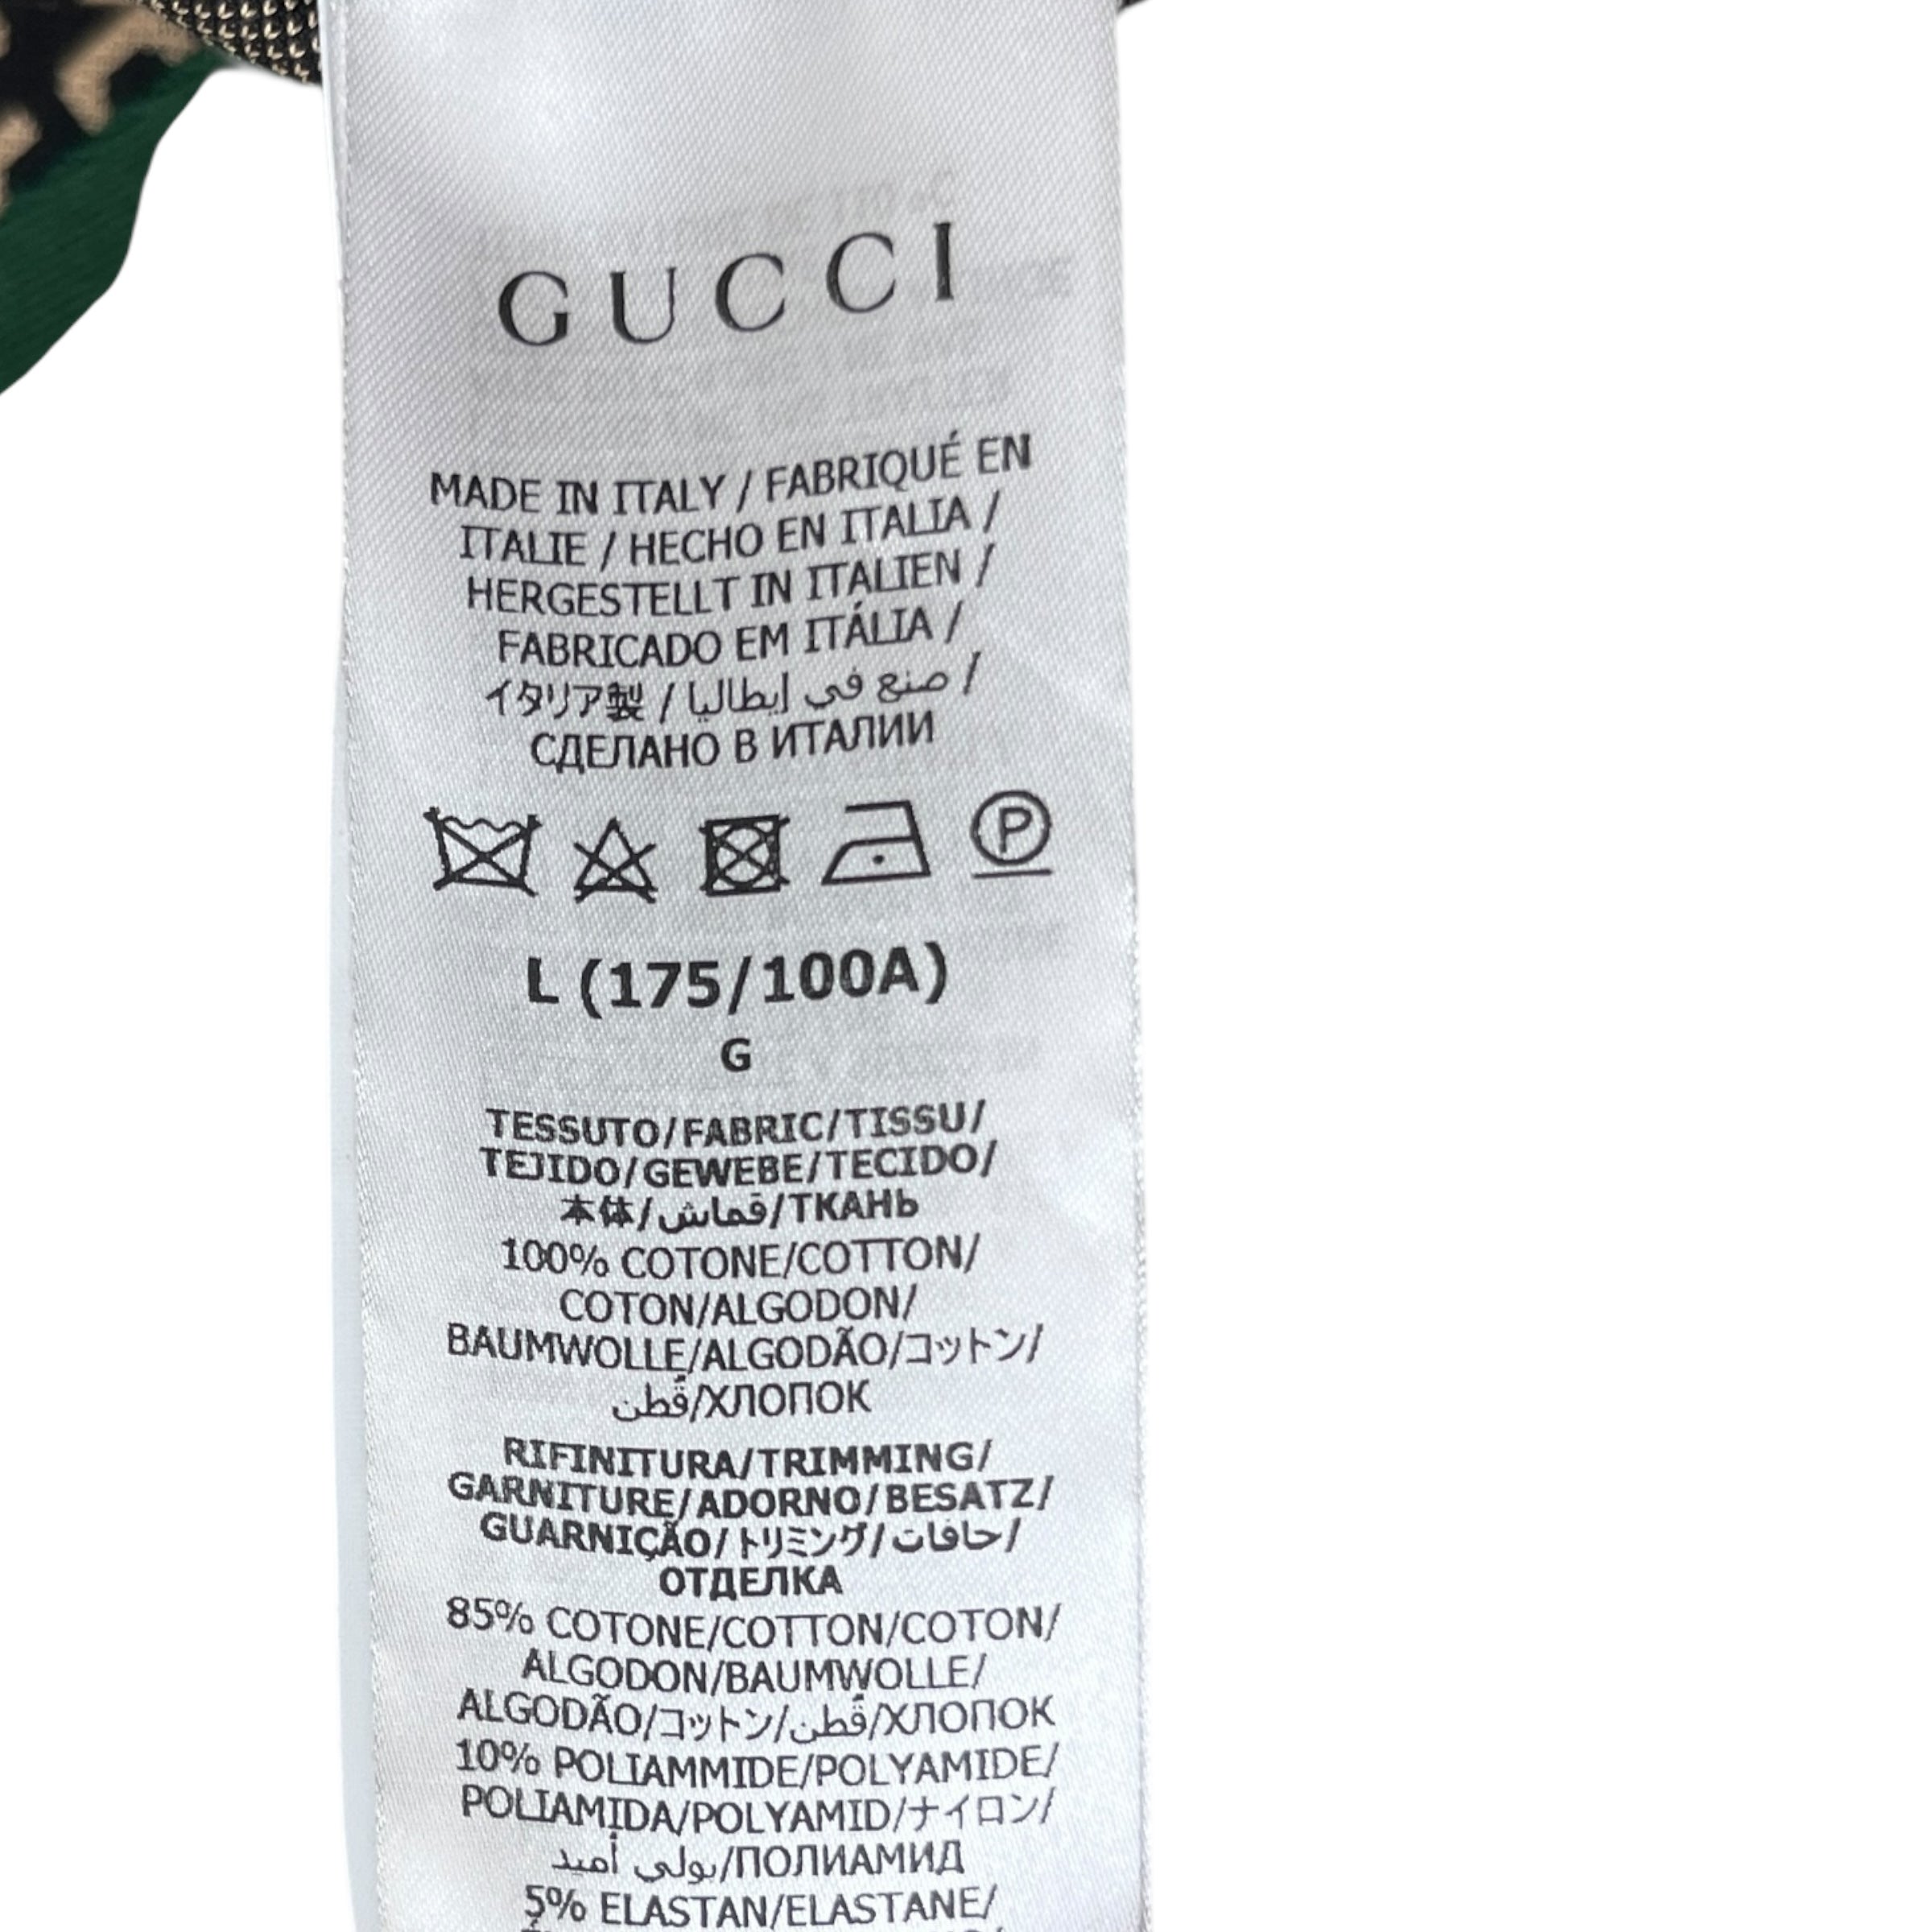 GUCCI
MADE IN ITALY / FABRIQUÉ EN
ITALIE / HECHO EN ITALIA /
HERGESTELLT IN ITALIEN /
FABRICADO EM ITÁLIA /
イタリア製 / صنع في إيطاليا /
СДЕЛАНО В ИТАЛИИ
P
L (175/100A)
G
TESSUTO/FABRIC/TISSU/
TEJIDO/GEWEBE/TECIDO/
本体/قماش/ТКАНЬ
100% COTONE/COTTON/
COTON/ALGODON/
BAUMWOLLE/ALGODÃO/コットン/
قُطن/ХЛОПОК
RIFINITURA/TRIMMING/
GARNITURE/ADORNO/BESATZ/
GUARNIÇÃO/トリミング/حافات/
ОТДЕЛКА
85% COTONE/COTTON/COTON/
ALGODON/BAUMWOLLE/
ALGODÃO/コットン/قُطن/ХЛОПОК
10% POLIAMMIDE/POLYAMIDE/
POLIAMIDA/POLYAMID/ナイロン/
بولي أميد/ПОЛИАМИД
5% ELASTAN/ELASTANE/